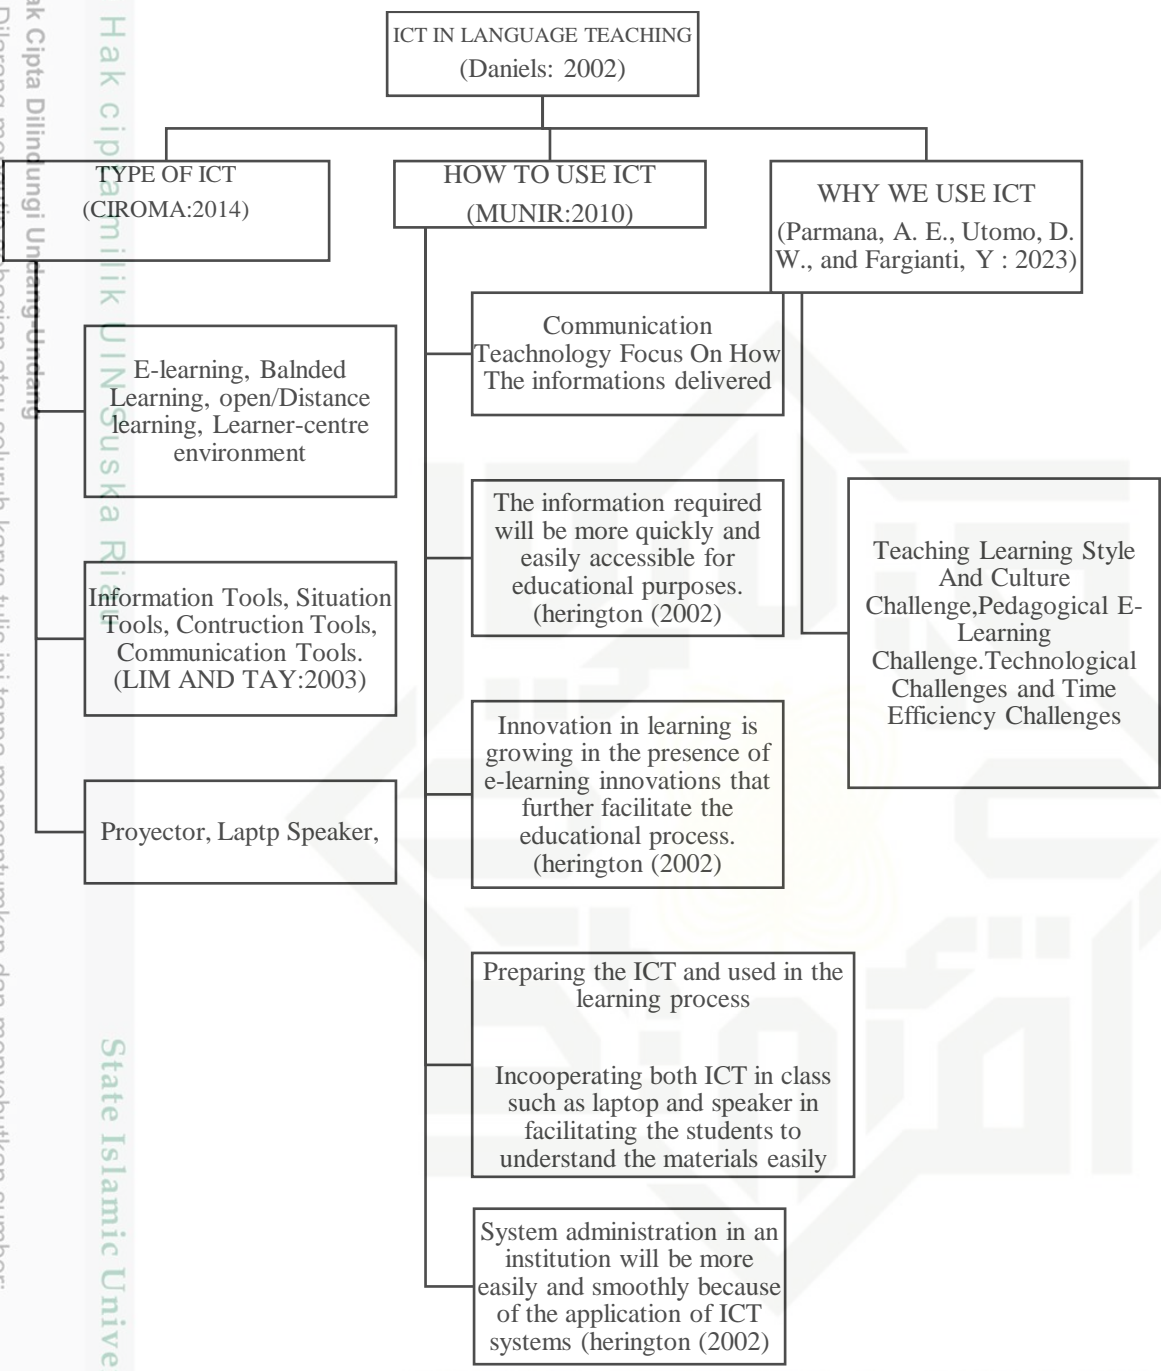 ICT IN LANGUAGE TEACHING
(Daniels: 2002)
TYPE OF ICT
(CIROMA:2014)
HOW TO USE ICT
(MUNIR:2010)
WHY WE USE ICT
(Parmana, A. E., Utomo, D.
W., and Fargianti, Y : 2023)
E-learning, Balnded
Learning, open/Distance
learning, Learner-centre
environment
Information Tools, Situation
Tools, Contruction Tools,
Communication Tools.
(LIM AND TAY:2003)
Proyector, Laptp Speaker,
Communication
Teachnology Focus On How
The informations delivered
The information required
will be more quickly and
easily accessible for
educational purposes.
(herington (2002)
Innovation in learning is
growing in the presence of
e-learning innovations that
further facilitate the
educational process.
(herington (2002)
Preparing the ICT and used in the
learning process
Incooperating both ICT in class
such as laptop and speaker in
facilitating the students to
understand the materials easily
System administration in an
institution will be more
easily and smoothly because
of the application of ICT
systems (herington (2002)
Teaching Learning Style
And Culture
Challenge,Pedagogical E-
Learning
Challenge.Technological
Challenges and Time
Efficiency Challenges
Hak cipta milik UIN Suska Riau
State Islamic Unive
ak Cipta Dilindungi Undang-Undang